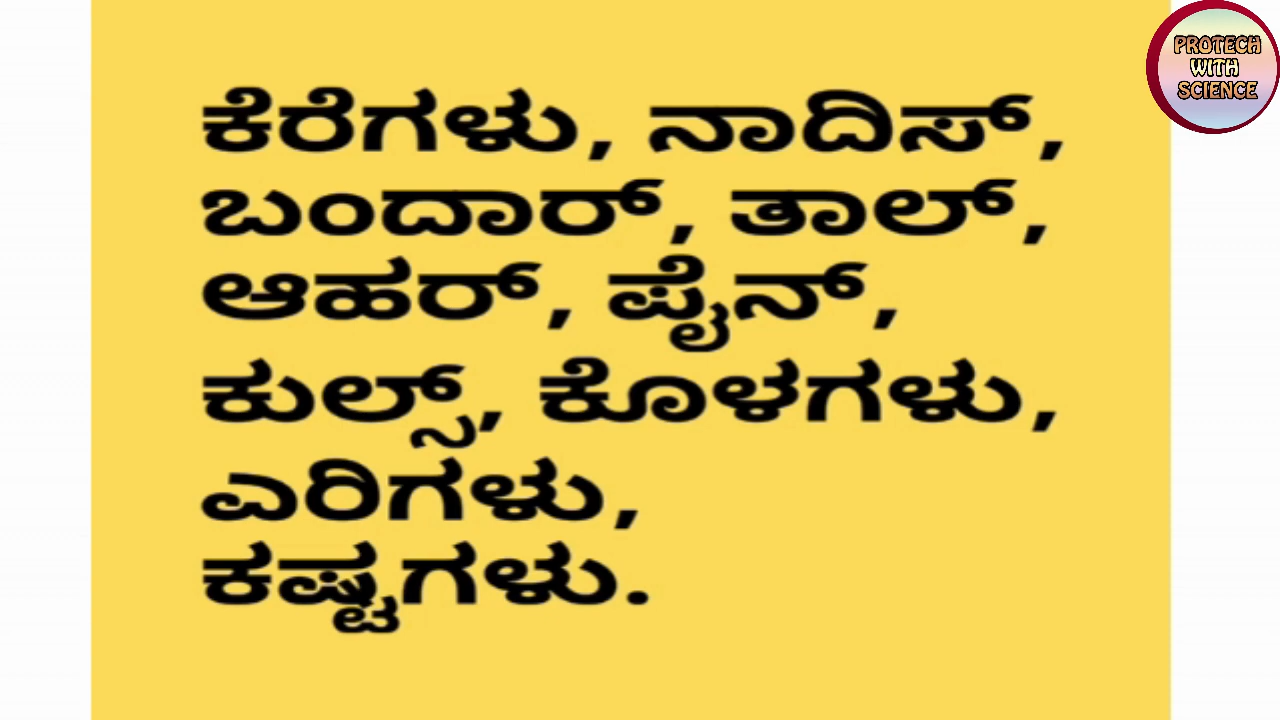 ಕೆರೆಗಳು, ನಾದಿಸ್,
ಬಂದಾರ್, ತಾಲ್,
ಆಹರ್, ಪೈನ್,
ಕುಲ್ಸ್, ಕೊಳಗಳು,
ಎರಿಗಳು,
ಕಷ್ಟಗಳು.
PROTECH
WITH
SCIENCE